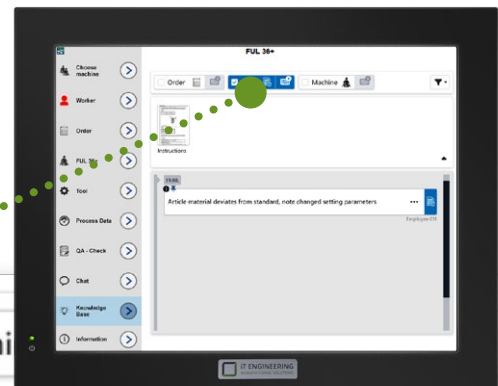 FUL 36+
Choose
machine
Worker
Order
FUL 36+
Tool
Process Data
QA - Check
Chat
Knowledge
Base
Information
Order
Machine
Instructions
Article material deviates from standard, note changed setting parameters
iT ENGINEERING